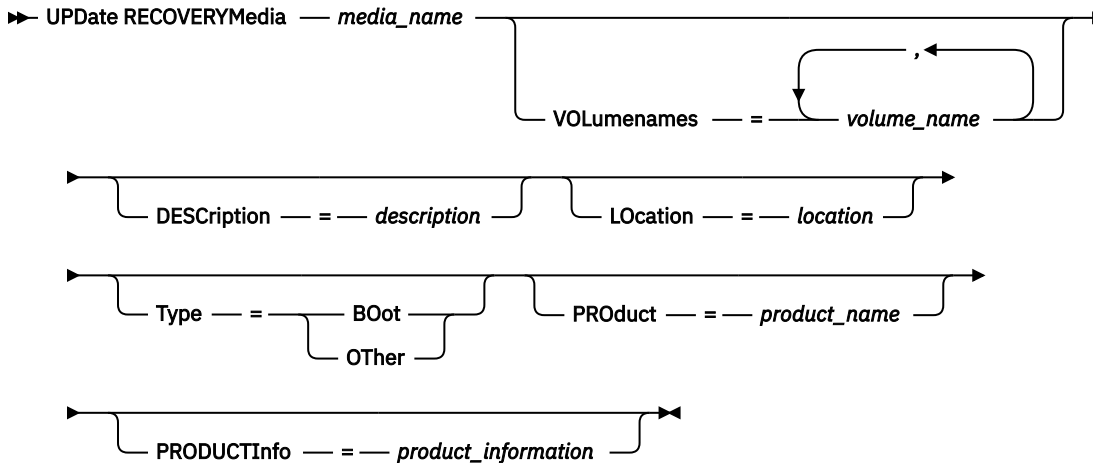 UPDate RECOVERYMedia media_name
,
VOLumenames = volume_name
DESCription = description LOcation = location
Type = BOot PROduct = product_name
OTher
PRODUCTInfo = product_information